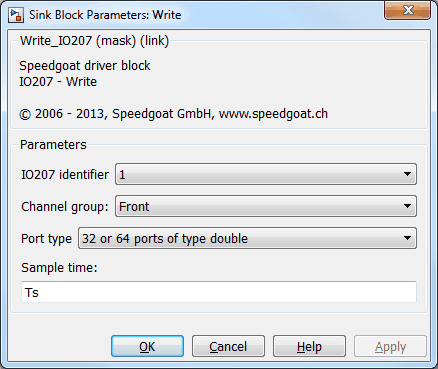 Sink Block Parameters: Write
Write_IO207 (mask) (link)
Speedgoat driver block
IO207 - Write
© 2006 - 2013, Speedgoat GmbH, www.speedgoat.ch
Parameters
IO207 identifier 1
Channel group: Front
Port type 32 or 64 ports of type double
Sample time:
Ts
OK Cancel Help Apply